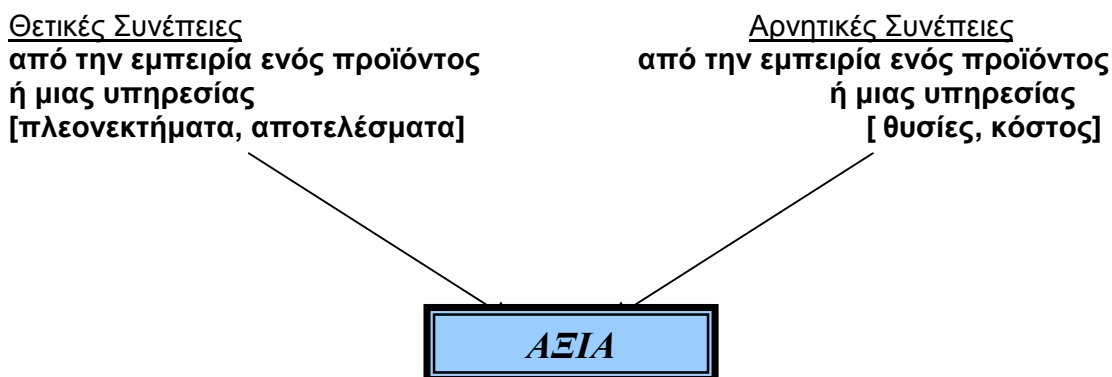 Θετικές Συνέπειες
από την εμπειρία ενός προϊόντος
ή μιας υπηρεσίας
[πλεονεκτήματα, αποτελέσματα]
Αρνητικές Συνέπειες
από την εμπειρία ενός προϊόντος
ή μιας υπηρεσίας
[ θυσίες, κόστος]
ΑΞΙΑ